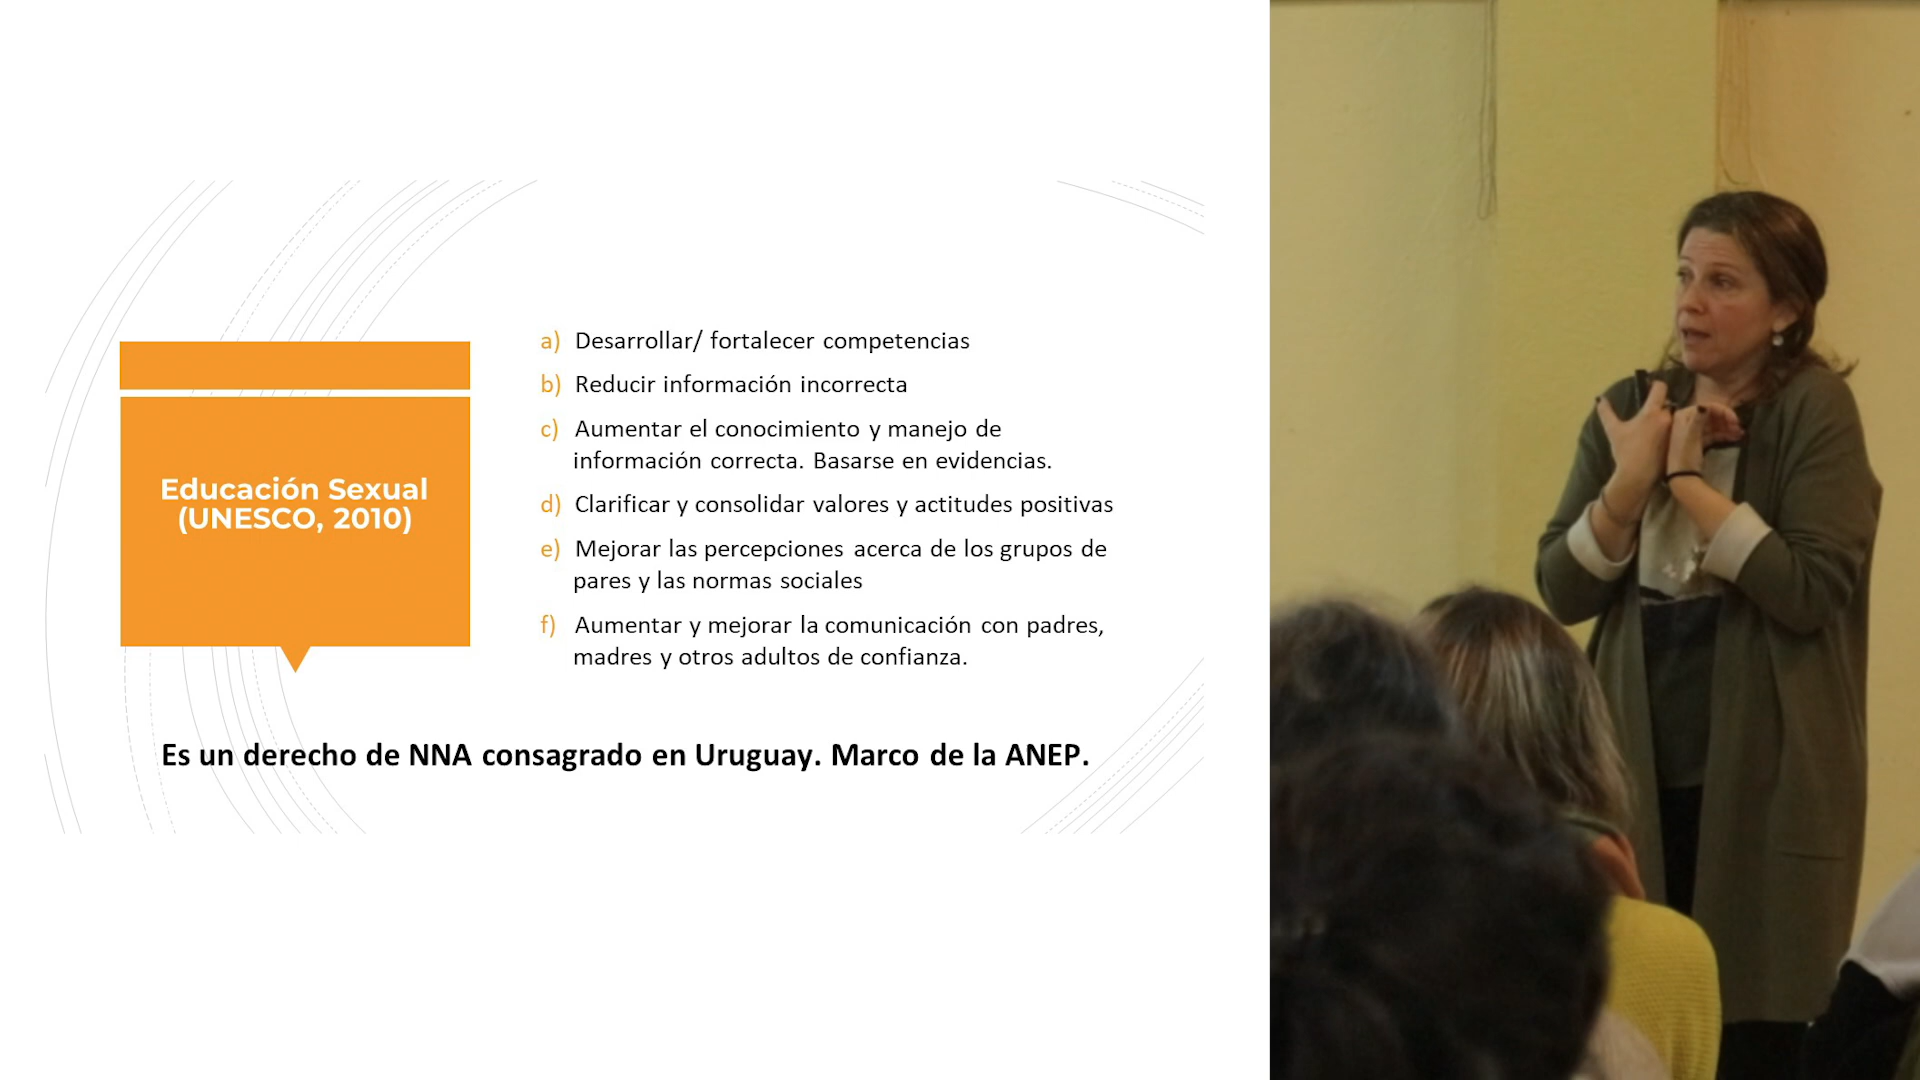 Educación Sexual
(UNESCO, 2010)
a) Desarrollar/ fortalecer competencias
b) Reducir información incorrecta
c) Aumentar el conocimiento y manejo de
información correcta. Basarse en evidencias.
d) Clarificar y consolidar valores y actitudes positivas
e) Mejorar las percepciones acerca de los grupos de
pares y las normas sociales
f) Aumentar y mejorar la comunicación con padres,
madres y otros adultos de confianza.
Es un derecho de NNA consagrado en Uruguay. Marco de la ANEP.